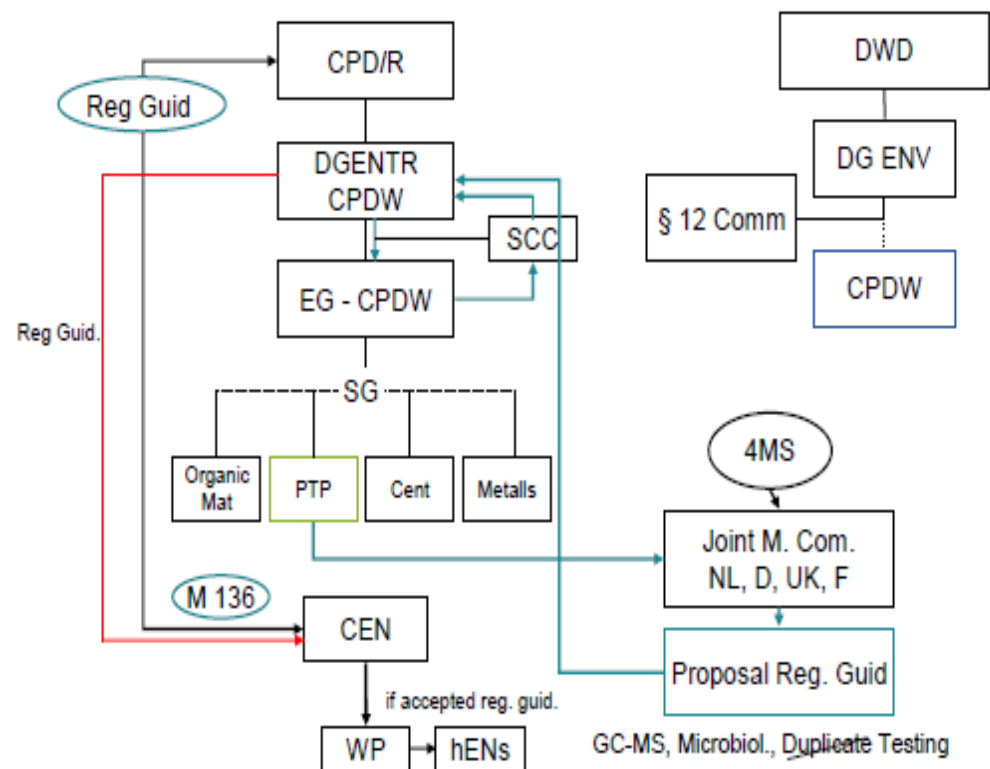 CPD/R
DWD
Reg Guid
DGENTR
CPDW
DG ENV
§ 12 Comm
SCC
EG - CPDW
CPDW
Reg Guid.
SG
4MS
Organic
Mat
PTP
Cent
Metalls
Joint M. Com.
NL, D, UK, F
M 136
CEN
Proposal Reg. Guid
if accepted reg. guid.
WP
hENs
GC-MS, Microbiol., Duplicate Testing